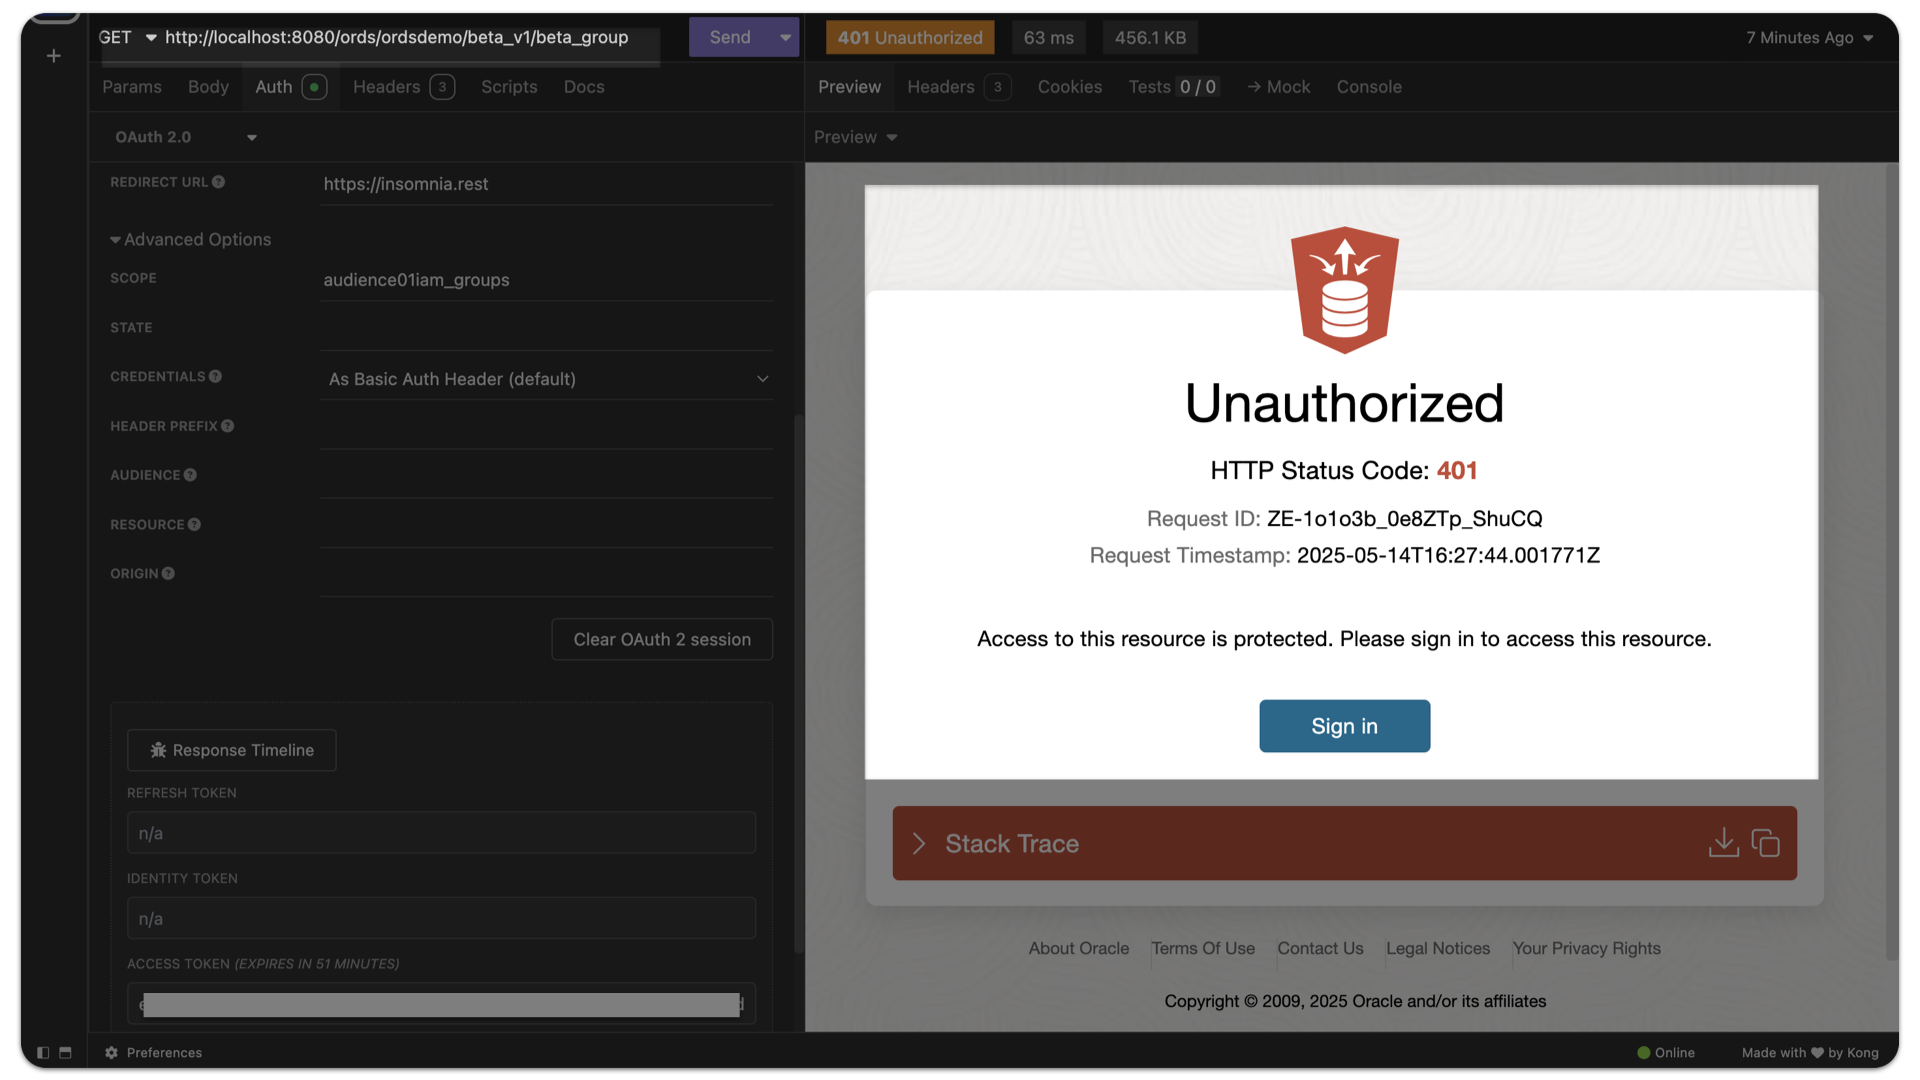 GET http://localhost:8080/ords/ordsdemo/beta_v1/beta_group
Send
401 Unauthorized
63 ms
456.1 KB
7 Minutes Ago
Params
Body
Auth
Headers 3
Scripts
Docs
Preview
Headers 3
Cookies
Tests 0 / 0
→ Mock
Console
OAuth 2.0
Preview
REDIRECT URL
https://insomnia.rest
Advanced Options
SCOPE
audience01iam_groups
STATE
CREDENTIALS
As Basic Auth Header (default)
HEADER PREFIX
AUDIENCE
RESOURCE
ORIGIN
Clear OAuth 2 session
Response Timeline
REFRESH TOKEN
n/a
IDENTITY TOKEN
n/a
ACCESS TOKEN (EXPIRES IN 51 MINUTES)
Unauthorized
HTTP Status Code: 401
Request ID: ZE-1o1o3b_0e8ZTp_ShuCQ
Request Timestamp: 2025-05-14T16:27:44.001771Z
Access to this resource is protected. Please sign in to access this resource.
Sign in
Stack Trace
About Oracle
Terms Of Use
Contact Us
Legal Notices
Your Privacy Rights
Copyright © 2009, 2025 Oracle and/or its affiliates
Preferences
Online
Made with ♥ by Kong